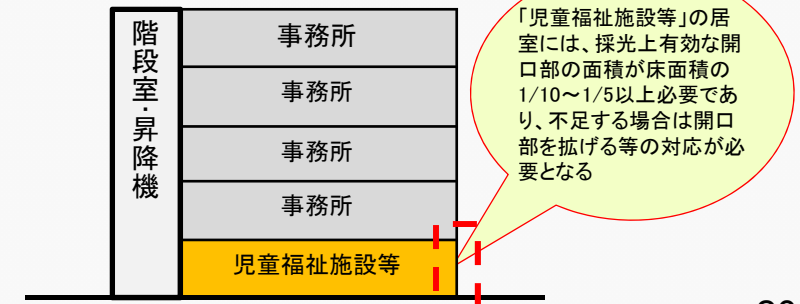 階段室・昇降機
事務所
事務所
事務所
事務所
児童福祉施設等
「児童福祉施設等」の居
室には、採光上有効な開
口部の面積が床面積の
1/10～1/5以上必要であ
り、不足する場合は開口
部を拡げる等の対応が必
要となる